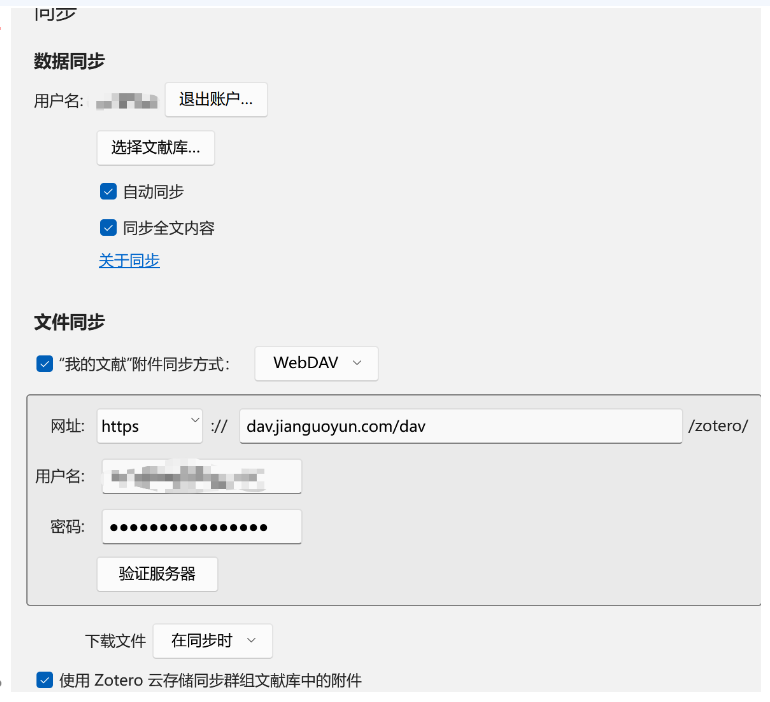 同步
数据同步
用户名: 退出账户...
选择文献库...
自动同步
同步全文内容
关于同步
文件同步
“我的文献”附件同步方式: WebDAV
网址: https :// dav.jianguoyun.com/dav /zotero/
用户名:
密码: ●●●●●●●●●●●●●●●●
验证服务器
下载文件 在同步时
使用 Zotero 云存储同步群组文献库中的附件